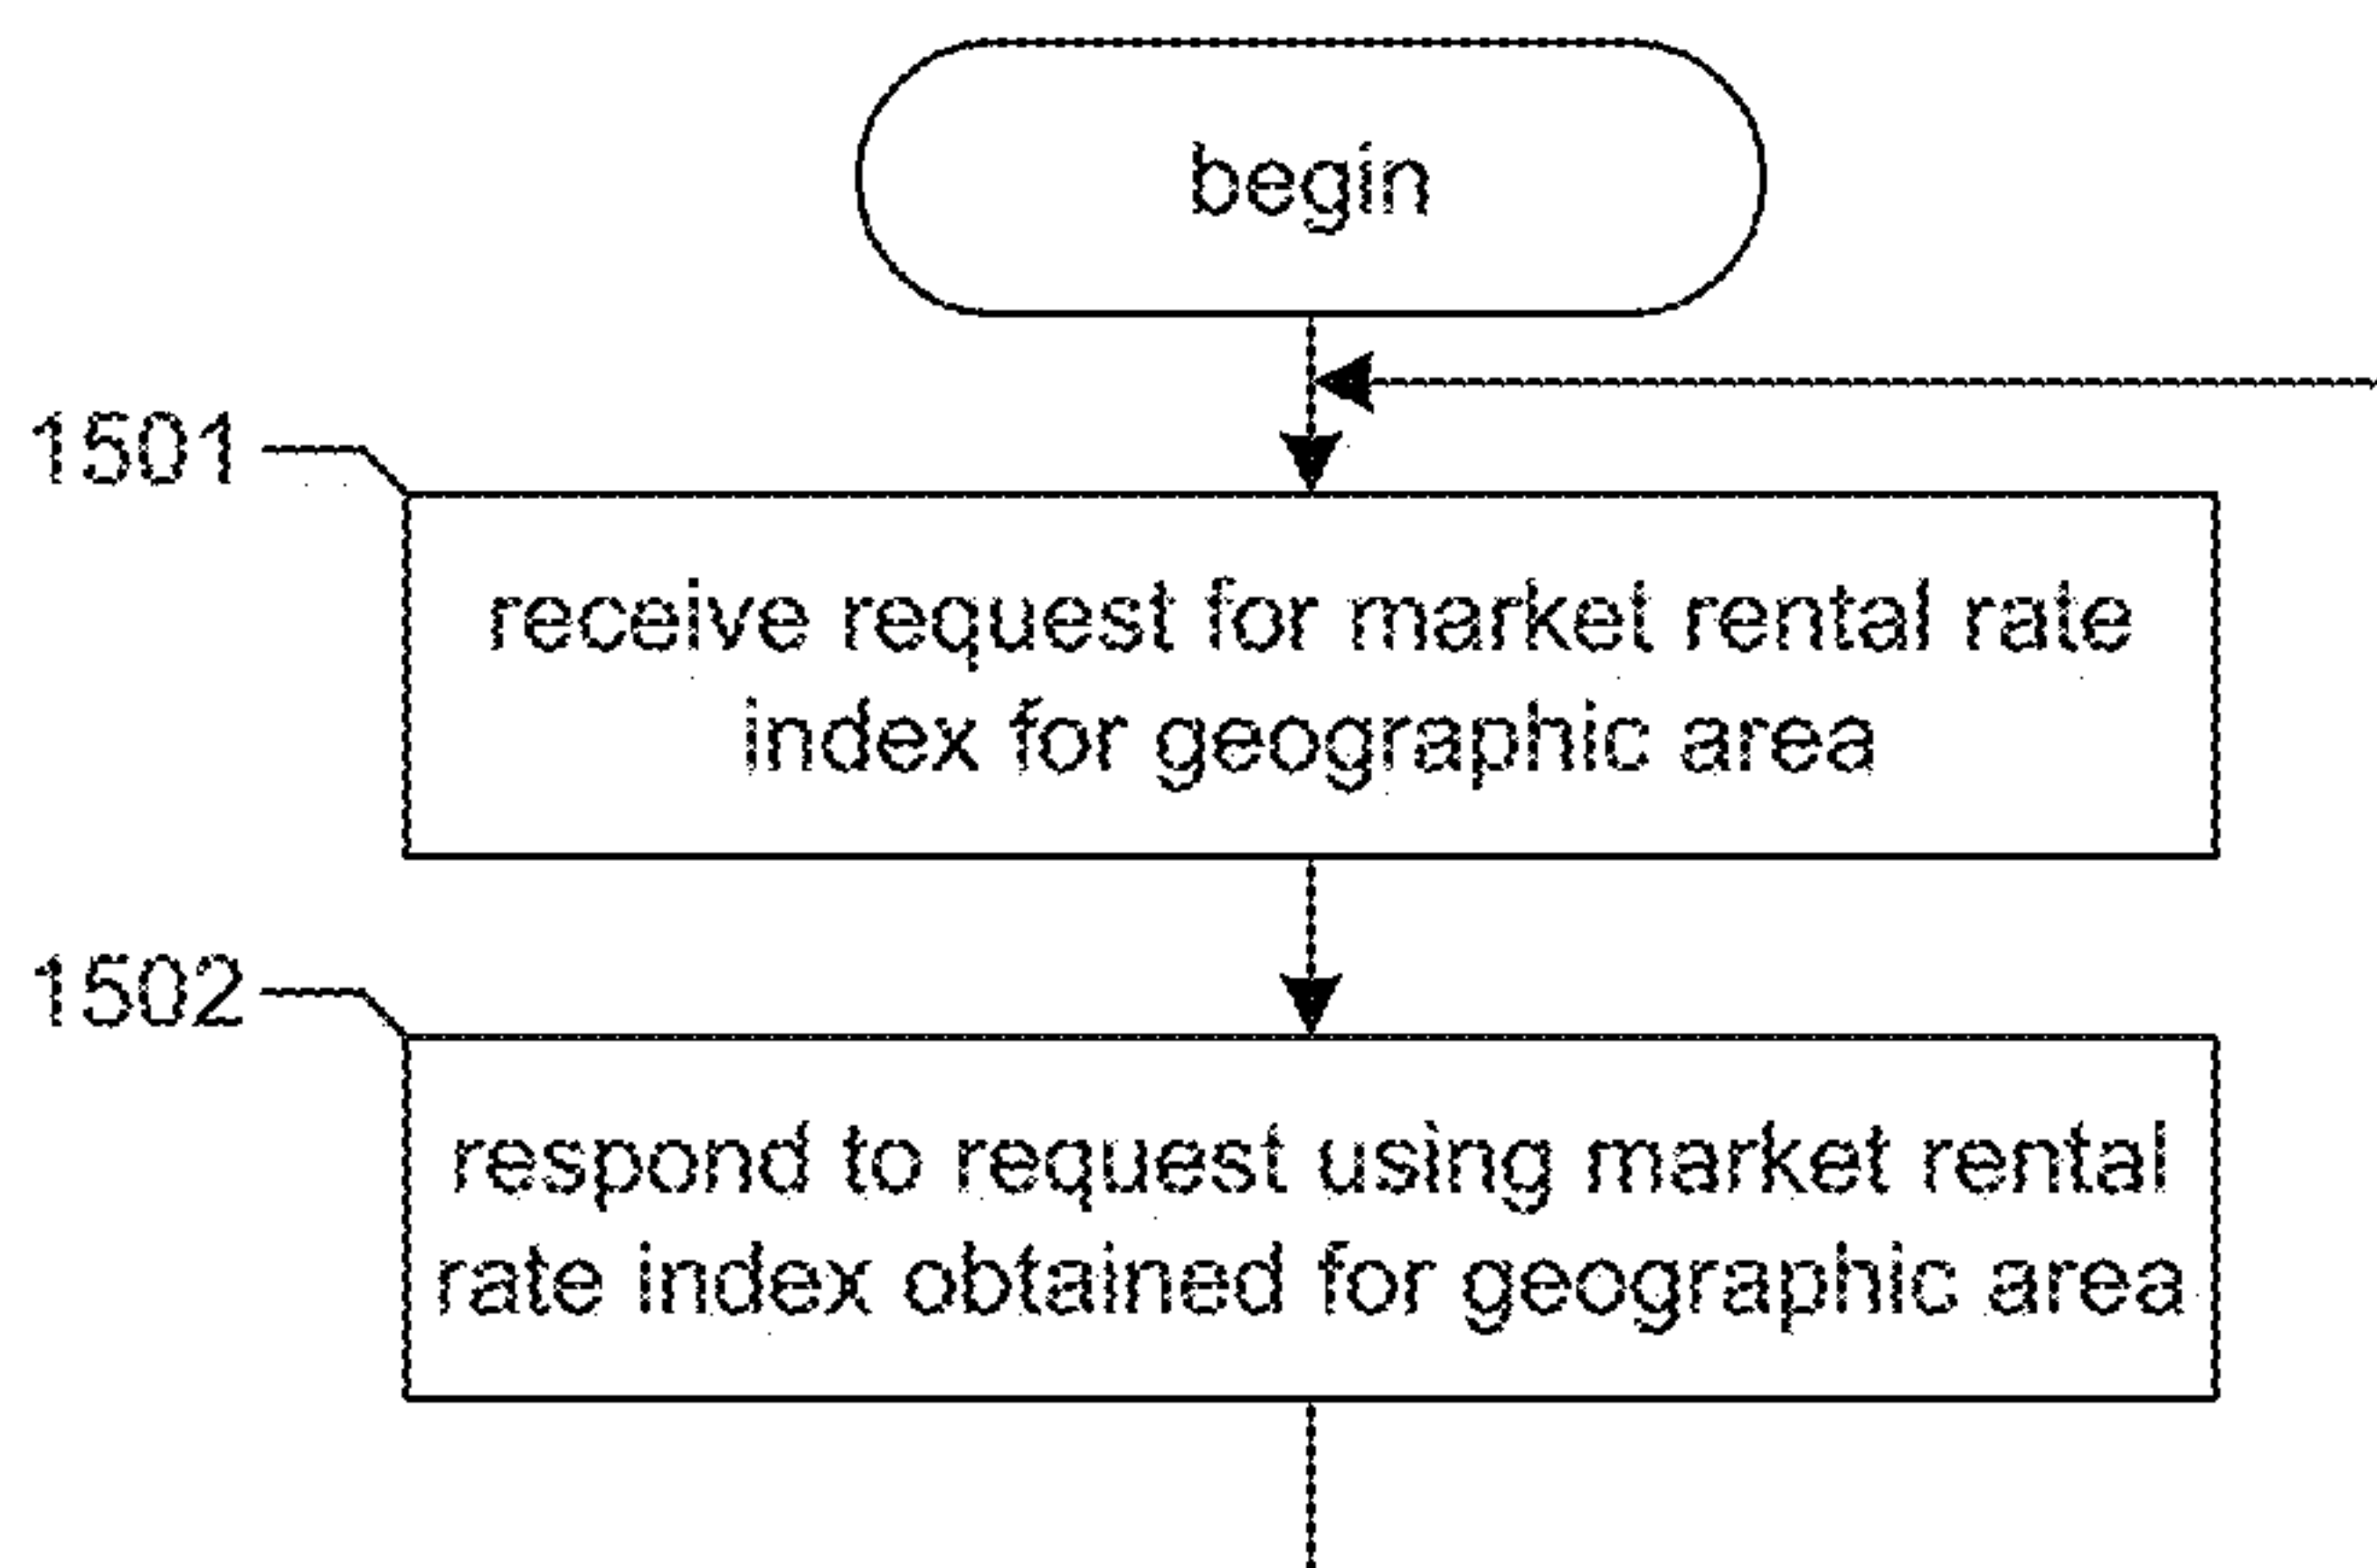 begin
1501
receive request for market rental rate
index for geographic area
1502
respond to request using market rental
rate index obtained for geographic area